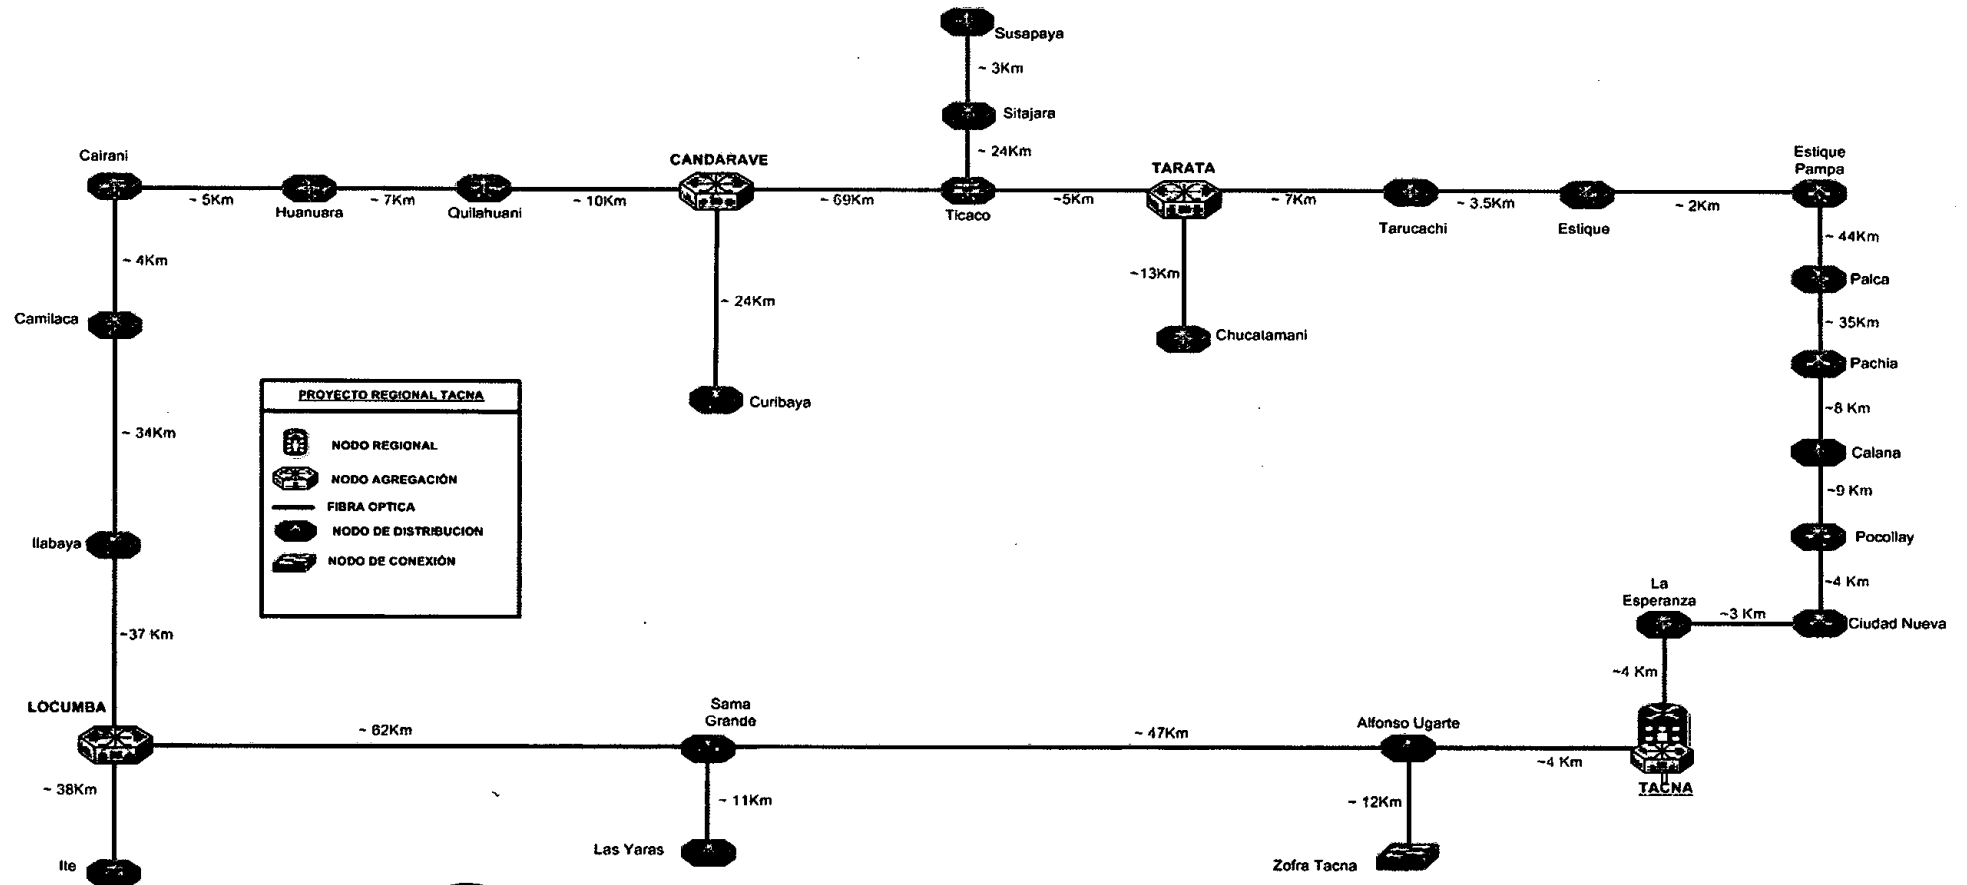 Susapaya
~ 3Km
Sitajara
~ 24Km
Cairani
CANDARAVE
TARATA
Estique
Pampa
~ 5Km
Huanuara
~ 7Km
Quilahuani
~ 10Km
~ 69Km
Ticaco
~5Km
~ 7Km
Tarucachi
~ 3.5Km
Estique
~ 2Km
~ 44Km
~ 4Km
~ 24Km
~13Km
Palca
Camilaca
Chucatamani
~ 35Km
Pachia
Curibaya
~8 Km
~ 34Km
Calana
~9 Km
PROYECTO REGIONAL TACNA
NODO REGIONAL
NODO AGREGACIÓN
FIBRA OPTICA
NODO DE DISTRIBUCION
NODO DE CONEXIÓN
Ilabaya
Pocollay
~4 Km
La
Esperanza
~3 Km
Ciudad Nueva
~37 Km
~4 Km
LOCUMBA
~ 62Km
Sama
Grande
~ 47Km
Alfonso Ugarte
~4 Km
TACNA
~ 38Km
~ 11Km
~ 12Km
Ite
Las Yaras
Zofra Tacna